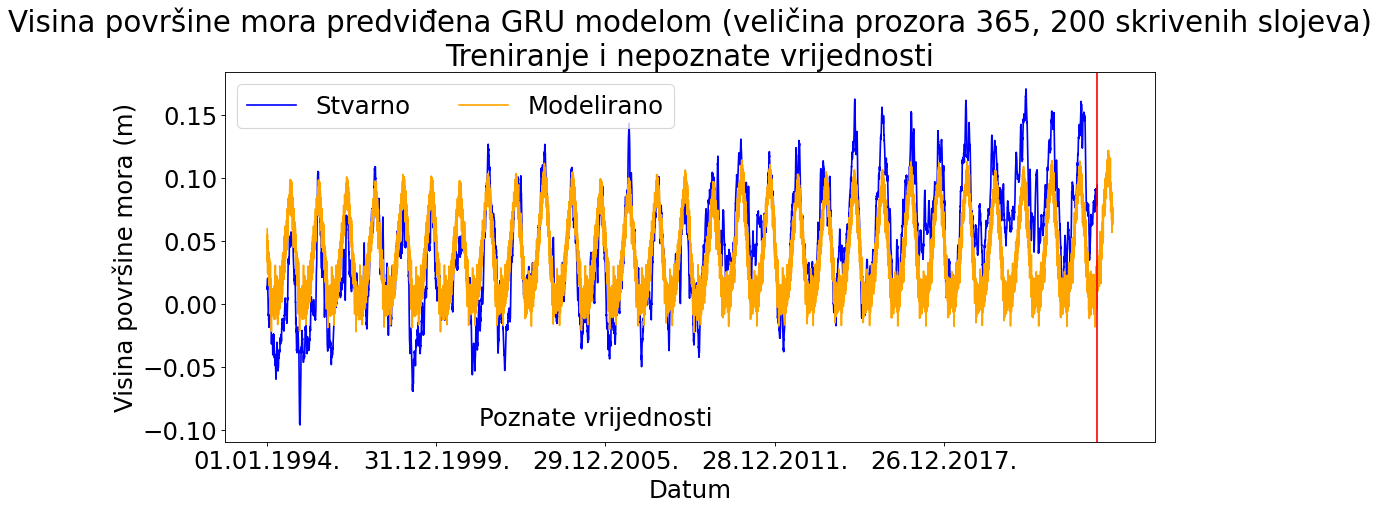 Visina površine mora predviđena GRU modelom (veličina prozora 365, 200 skrivenih slojeva)
Treniranje i nepoznate vrijednosti
Stvarno
Modelirano
Visina površine mora (m)
0.15
0.10
0.05
0.00
−0.05
−0.10
Poznate vrijednosti
01.01.1994.
31.12.1999.
29.12.2005.
28.12.2011.
26.12.2017.
Datum